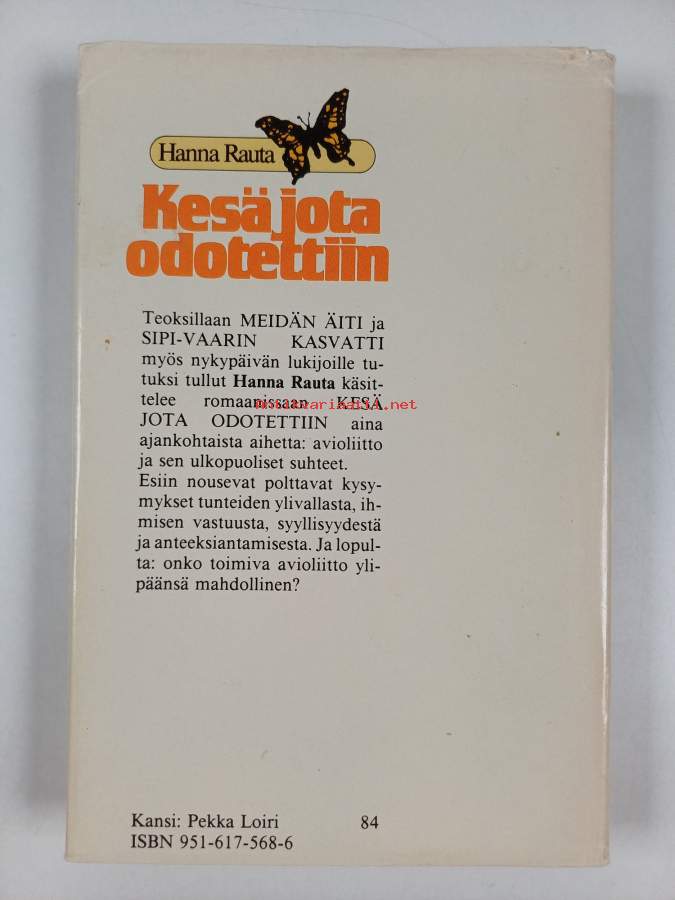 Hanna Rauta
Kesä jota
odotettiin
Teoksillaan MEIDÄN ÄITI ja
SIPI-VAARIN KASVATTI
myös nykypäivän lukijoille tu-
tuksi tullut Hanna Rauta käsit-
telee romaanissaan KESÄ
antikvariaatti.net
JOTA ODOTETTIIN aina
ajankohtaista aihetta: avioliitto
ja sen ulkopuoliset suhteet.
Esiin nousevat polttavat kysy-
mykset tunteiden ylivallasta, ih-
misen vastuusta, syyllisyydestä
ja anteeksiantamisesta. Ja lopul-
ta: onko toimiva avioliitto yli-
päänsä mahdollinen?
Kansi: Pekka Loiri 84
ISBN 951-617-568-6